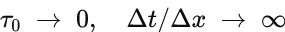 τ₀ → 0, Δt/Δx → ∞